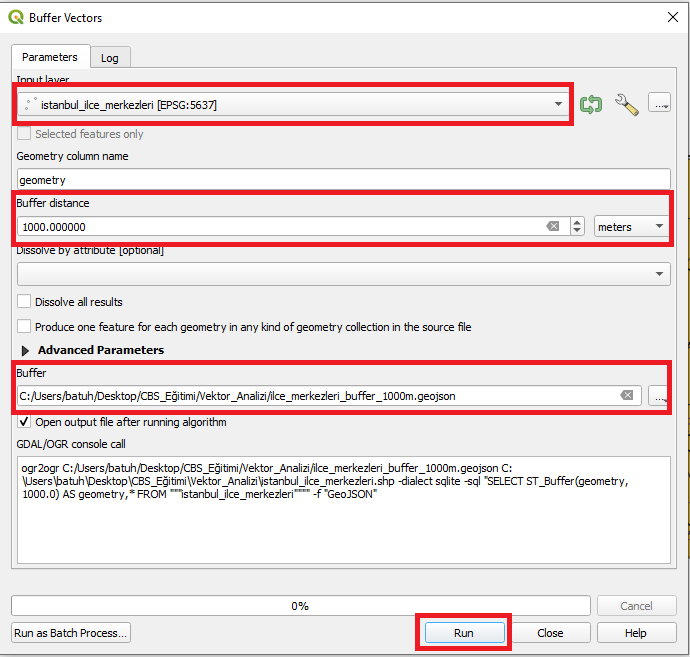 Buffer Vectors
Parameters
Log
Input layer
istanbul_ilce_merkezleri [EPSG:5637]
...
Selected features only
Geometry column name
geometry
Buffer distance
1000.000000
meters
Dissolve by attribute [optional]
Dissolve all results
Produce one feature for each geometry in any kind of geometry collection in the source file
Advanced Parameters
Buffer
C:/Users/batuh/Desktop/CBS_Eğitimi/Vektor_Analizi/ilce_merkezleri_buffer_1000m.geojson
...
Open output file after running algorithm
GDAL/OGR console call
ogr2ogr C:/Users/batuh/Desktop/CBS_Eğitimi/Vektor_Analizi/ilce_merkezleri_buffer_1000m.geojson C:
\Users\batuh\Desktop\CBS_Eğitimi\Vektor_Analizi\istanbul_ilce_merkezleri.shp -dialect sqlite -sql "SELECT ST_Buffer(geometry,
1000.0) AS geometry,* FROM """istanbul_ilce_merkezleri"""" -f "GeoJSON"
0%
Cancel
Run as Batch Process...
Run
Close
Help